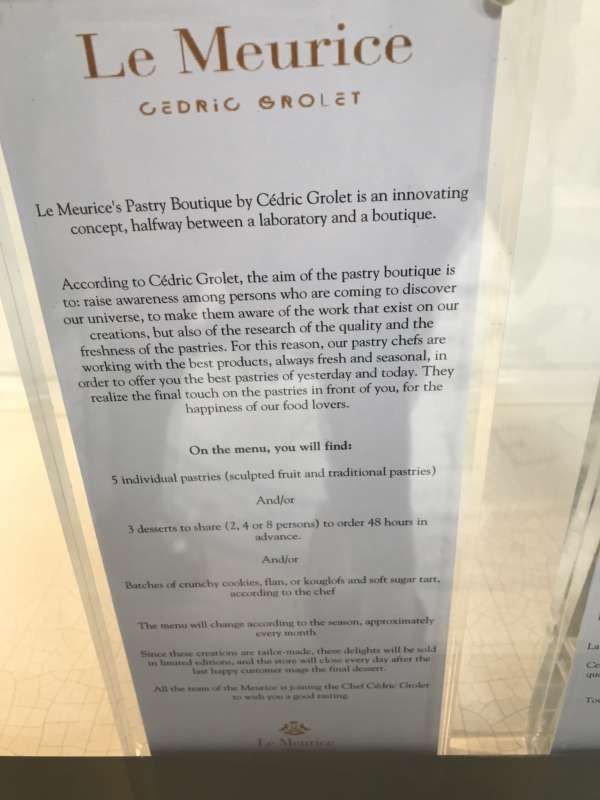 Le Meurice
CEDRIC GROLET
Le Meurice's Pastry Boutique by Cédric Grolet is an innovating
concept, halfway between a laboratory and a boutique.
According to Cédric Grolet, the aim of the pastry boutique is
to: raise awareness among persons who are coming to discover
our universe, to make them aware of the work that exist on our
creations, but also of the research of the quality and the
freshness of the pastries. For this reason, our pastry chefs are
working with the best products, always fresh and seasonal, in
order to offer you the best pastries of yesterday and today. They
realize the final touch on the pastries in front of you, for the
happiness of our food lovers.
On the menu, you will find:
5 individual pastries (sculpted fruit and traditional pastries)
And/or
3 desserts to share (2, 4 or 8 persons) to order 48 hours in
advance.
And/or
Batches of crunchy cookies, flan, or kouglofs and soft sugar tart,
according to the chef
The menu will change according to the season, approximately
every month
Since these creations are tailor-made, these delights will be sold
in limited editions, and the store will close every day after the
last happy customer snags the final dessert.
All the team of the Meurice is joining the Chef Cédric Grolet
to wish you a good tasting.
Le Meurice
La
Ce